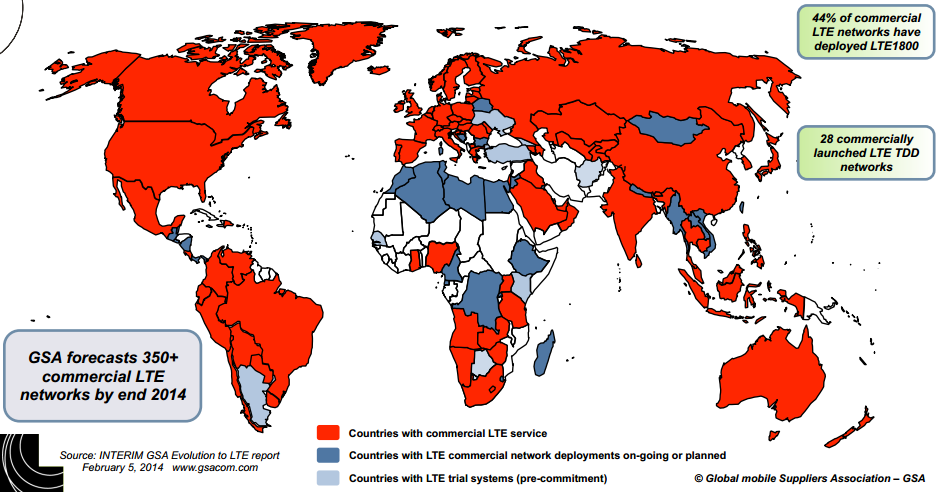 44% of commercial
LTE networks have
deployed LTE1800
28 commercially
launched LTE TDD
networks
GSA forecasts 350+
commercial LTE
networks by end 2014
Countries with commercial LTE service
Source: INTERIM GSA Evolution to LTE report
Countries with LTE commercial network deployments on-going or planned
February 5, 2014 www.gsacom.com
Countries with LTE trial systems (pre-commitment)
© Global mobile Suppliers Association – GSA